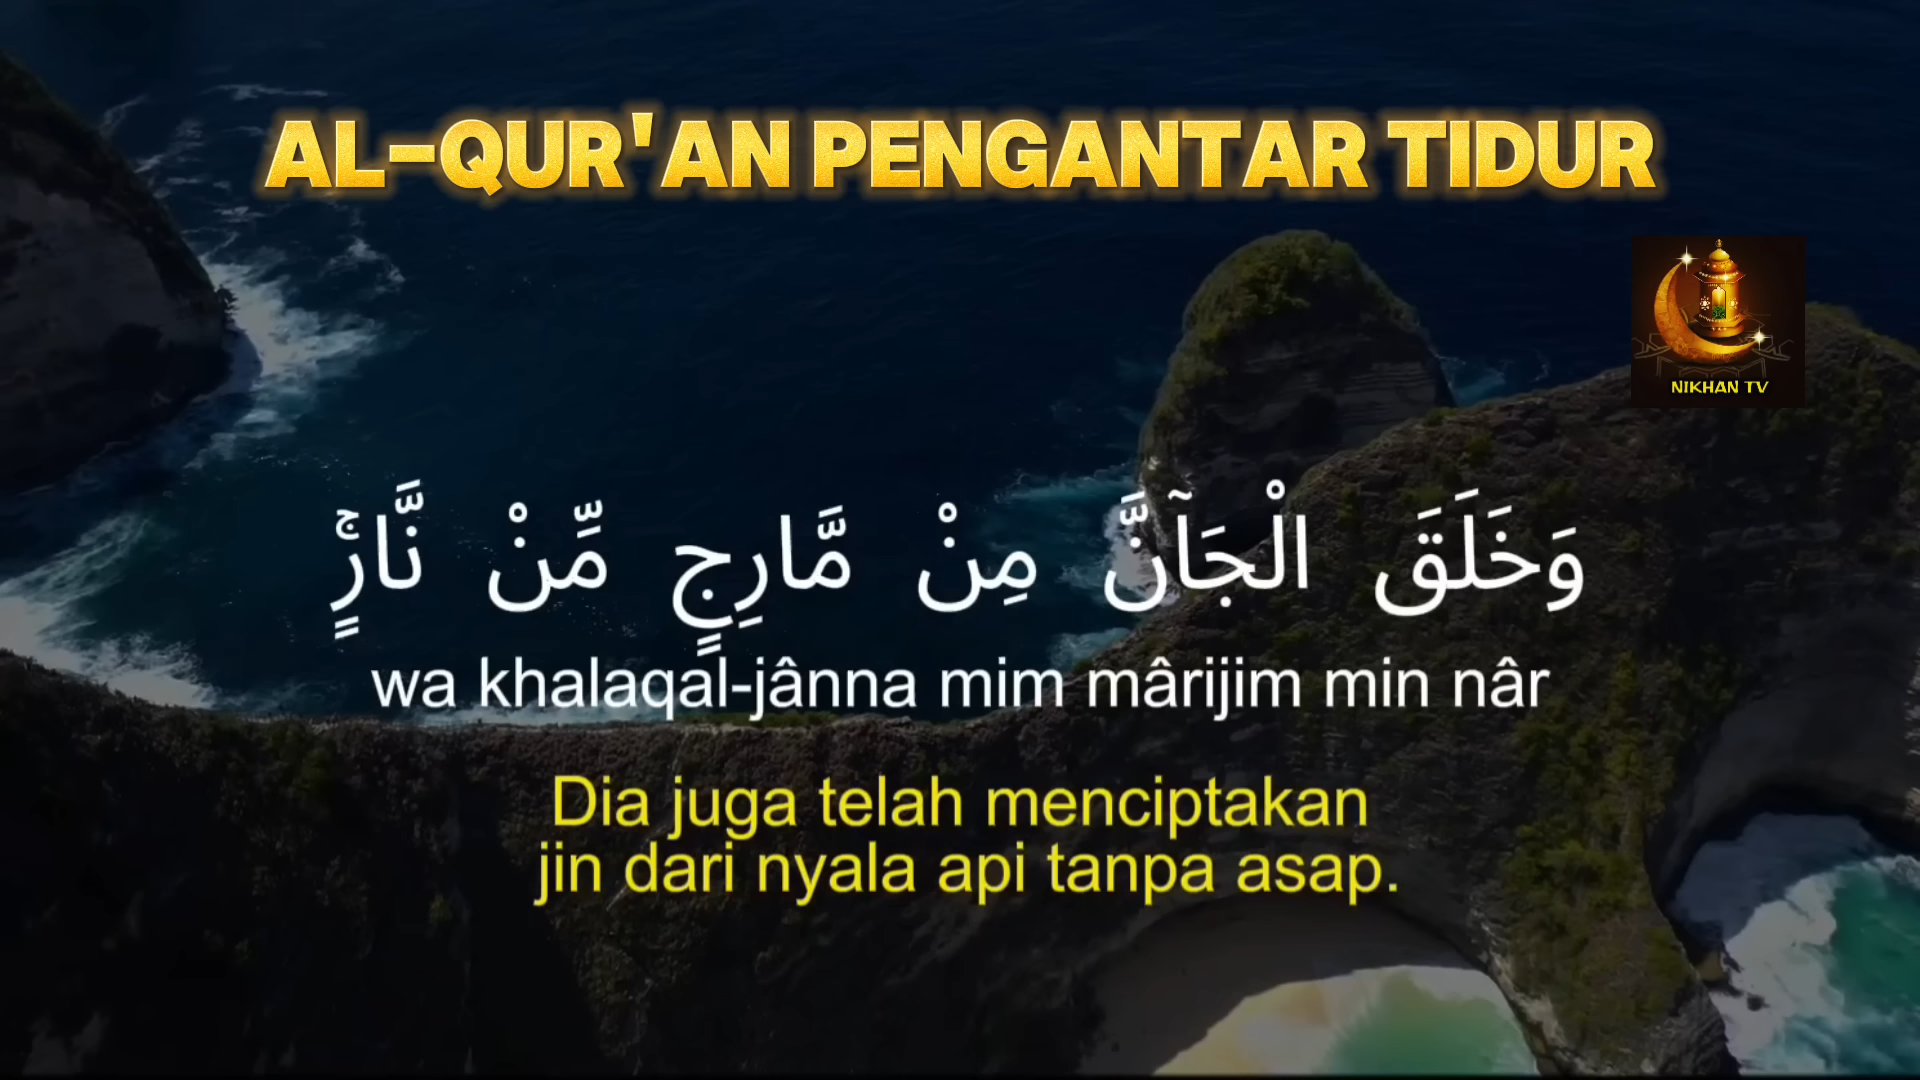 AL-QUR'AN PENGANTAR TIDUR
NIKHAN TV
وَخَلَقَ الْجَاۤنَّ مِنْ مَّارِجٍ مِّنْ نَّارٍۚ
wa khalaqal-jânna mim mârijim min nâr
Dia juga telah menciptakan
jin dari nyala api tanpa asap.